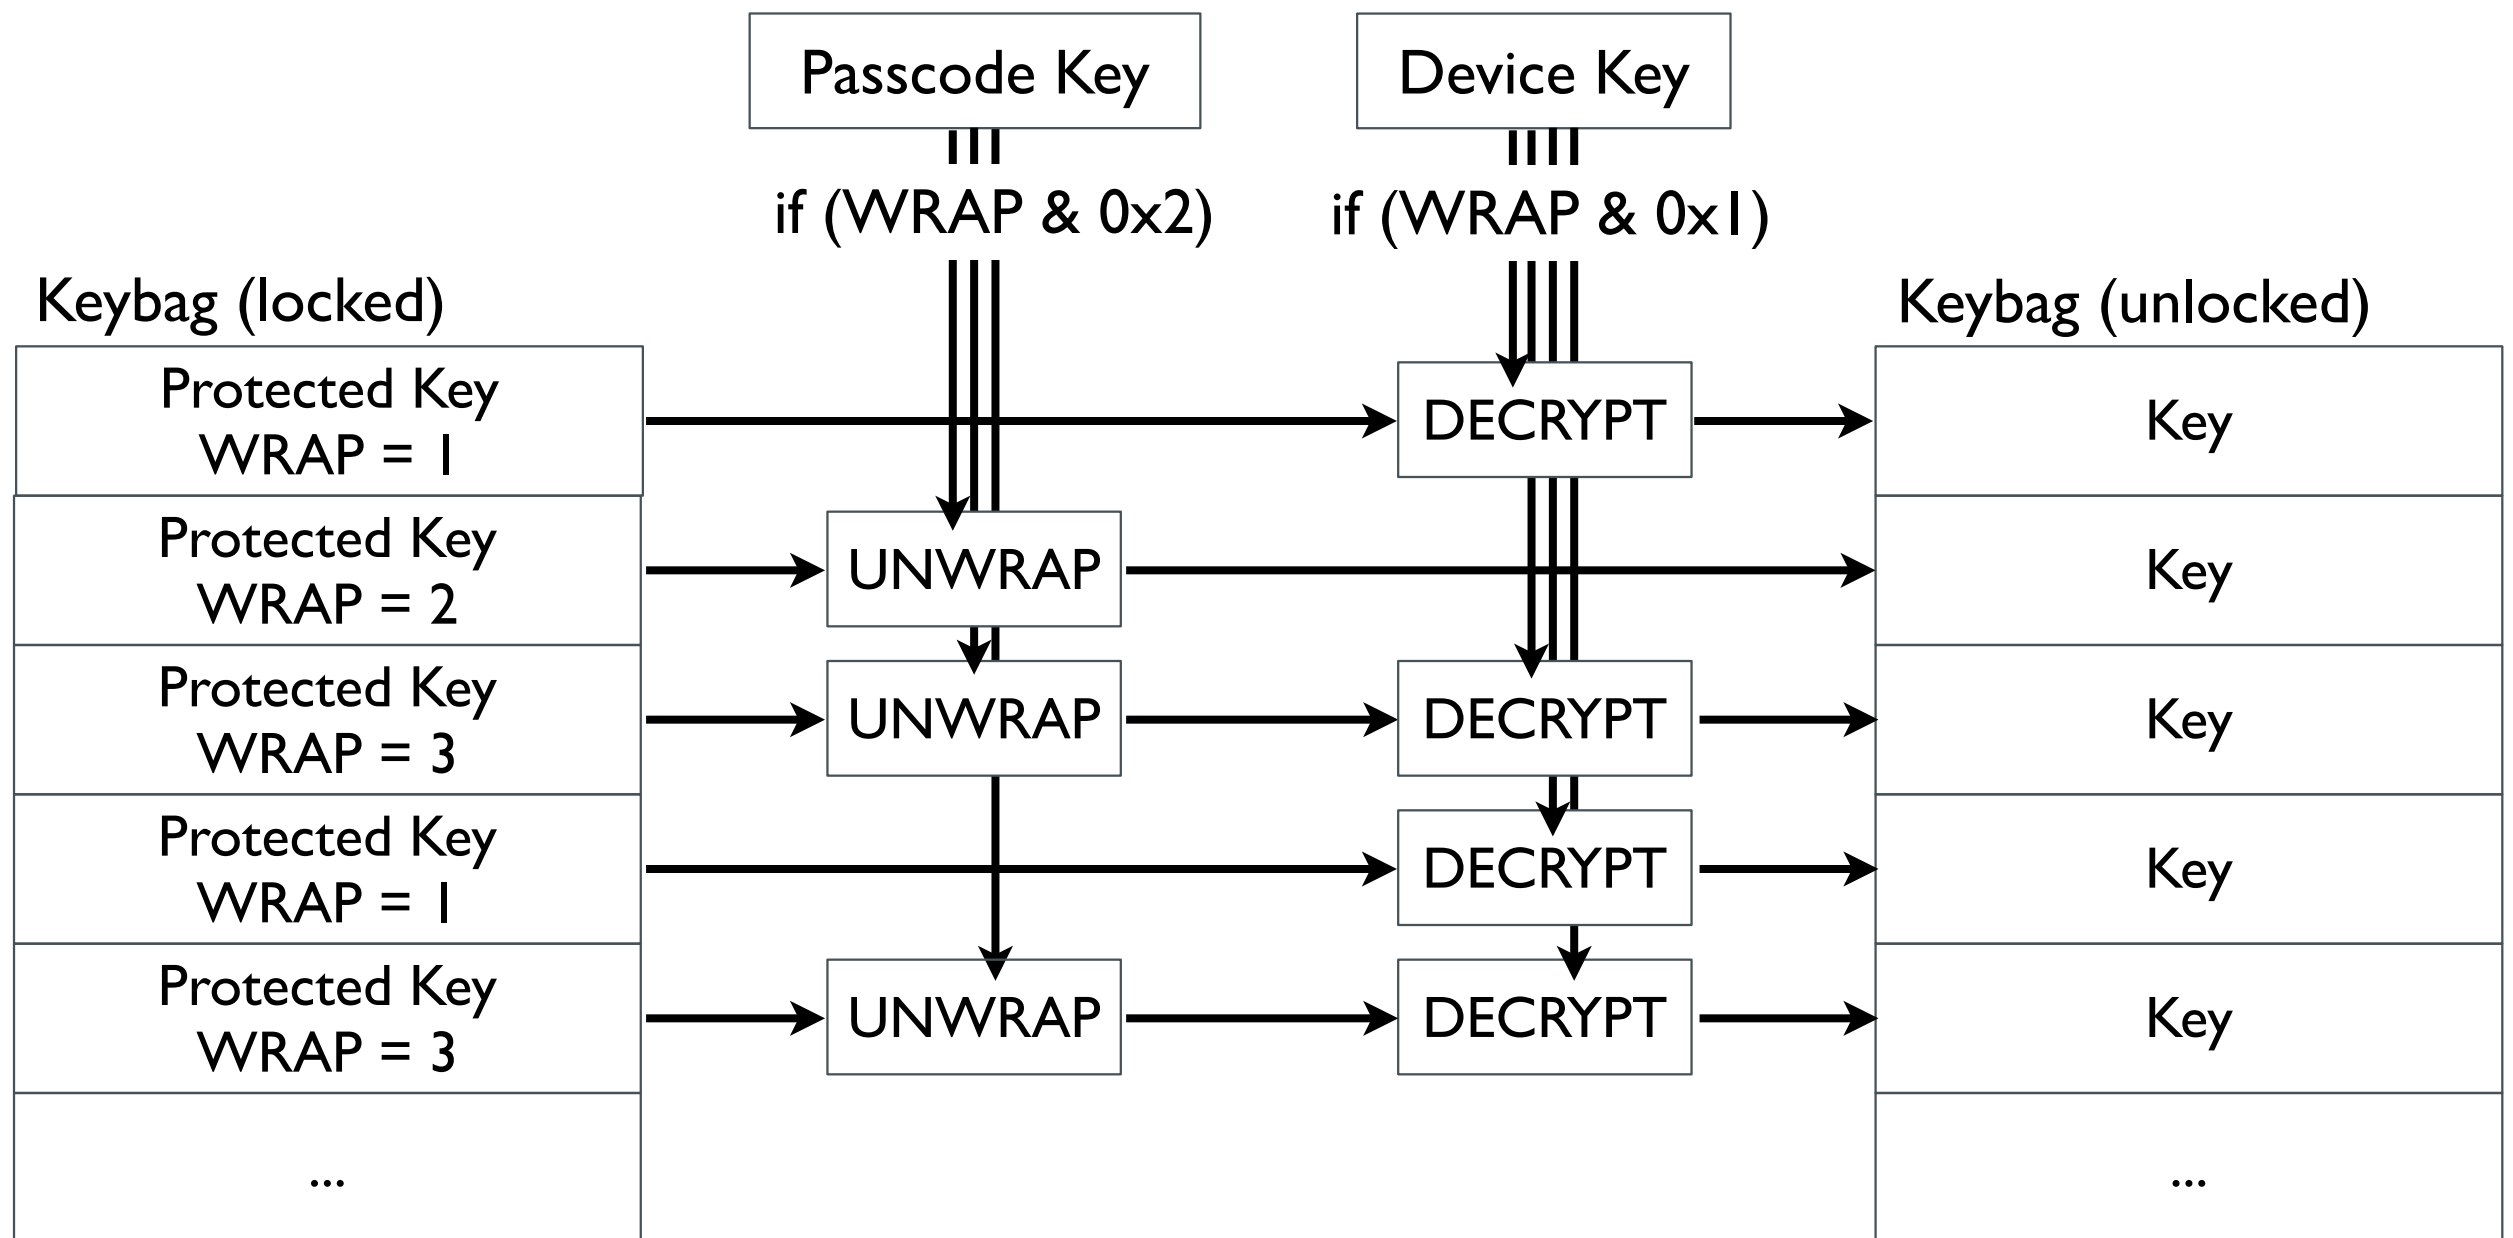 Passcode Key
Device Key
if (WRAP & 0x2)
if (WRAP & 0x1)
Keybag (locked)
Keybag (unlocked)
Protected Key
WRAP = 1
DECRYPT
Key
Protected Key
WRAP = 2
UNWRAP
Key
Protected Key
WRAP = 3
UNWRAP
DECRYPT
Key
Protected Key
WRAP = 1
DECRYPT
Key
Protected Key
WRAP = 3
UNWRAP
DECRYPT
Key
...
...